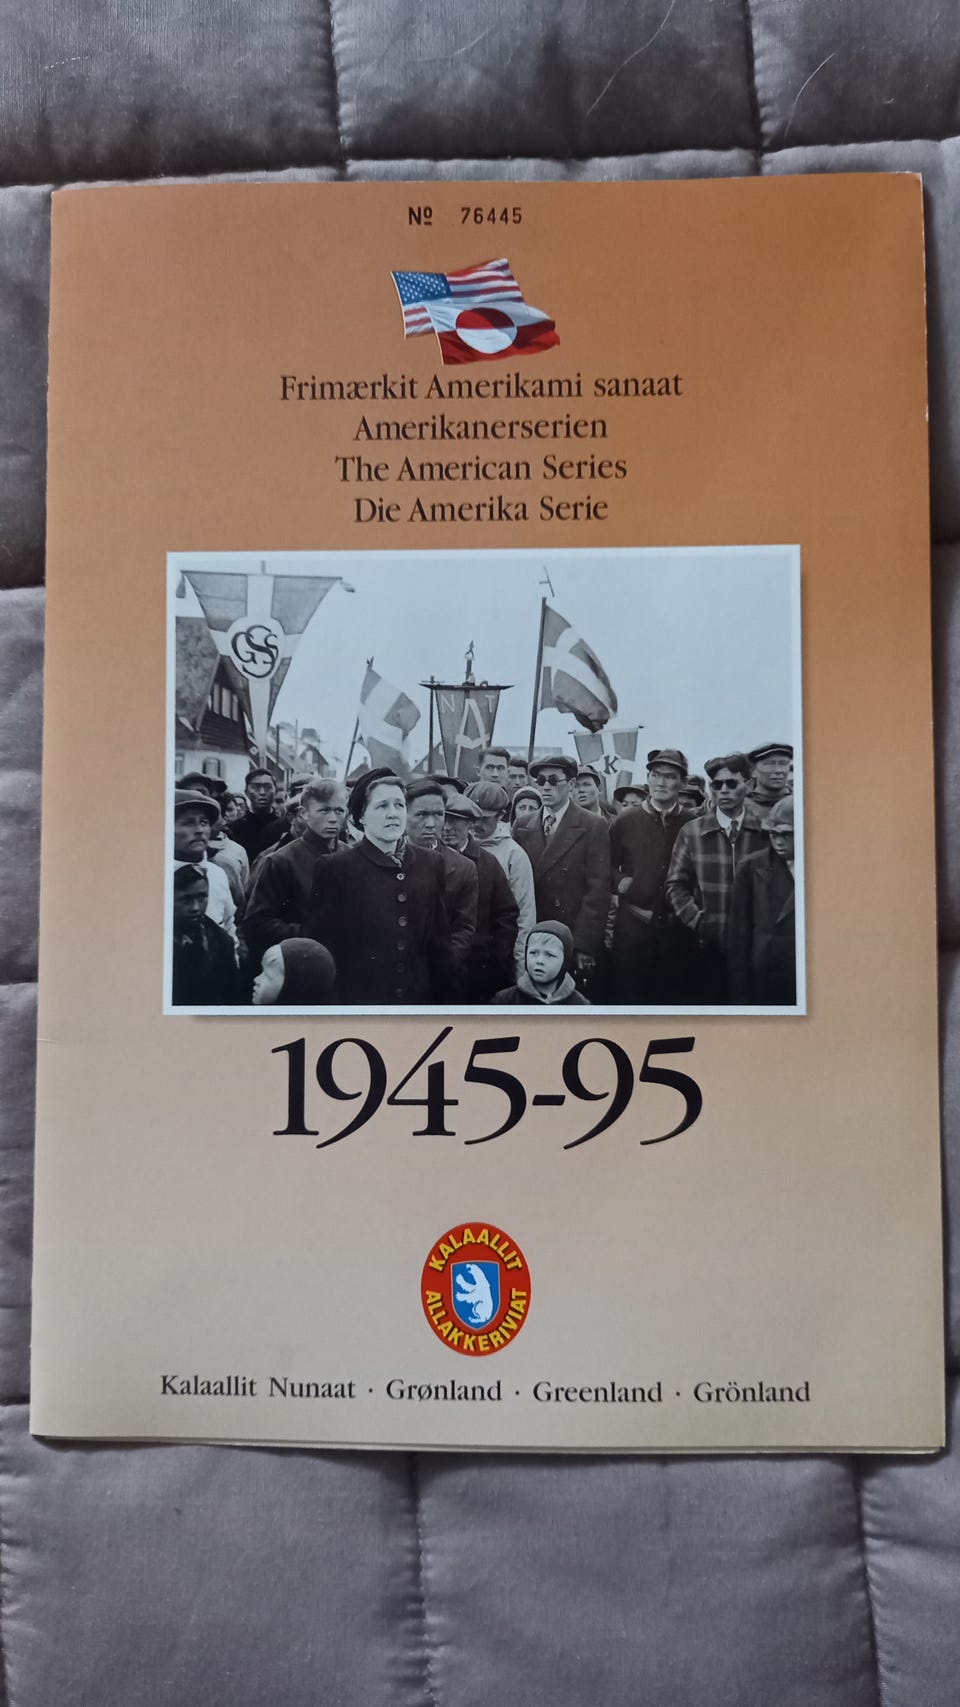 Nº 76445
Frimærkit Amerikami sanaat
Amerikanerserien
The American Series
Die Amerika Serie
GSS
N T
A
K
1945-95
KALAALLIT
ALLAKKERIVIAT
Kalaallit Nunaat · Grønland · Greenland · Grönland